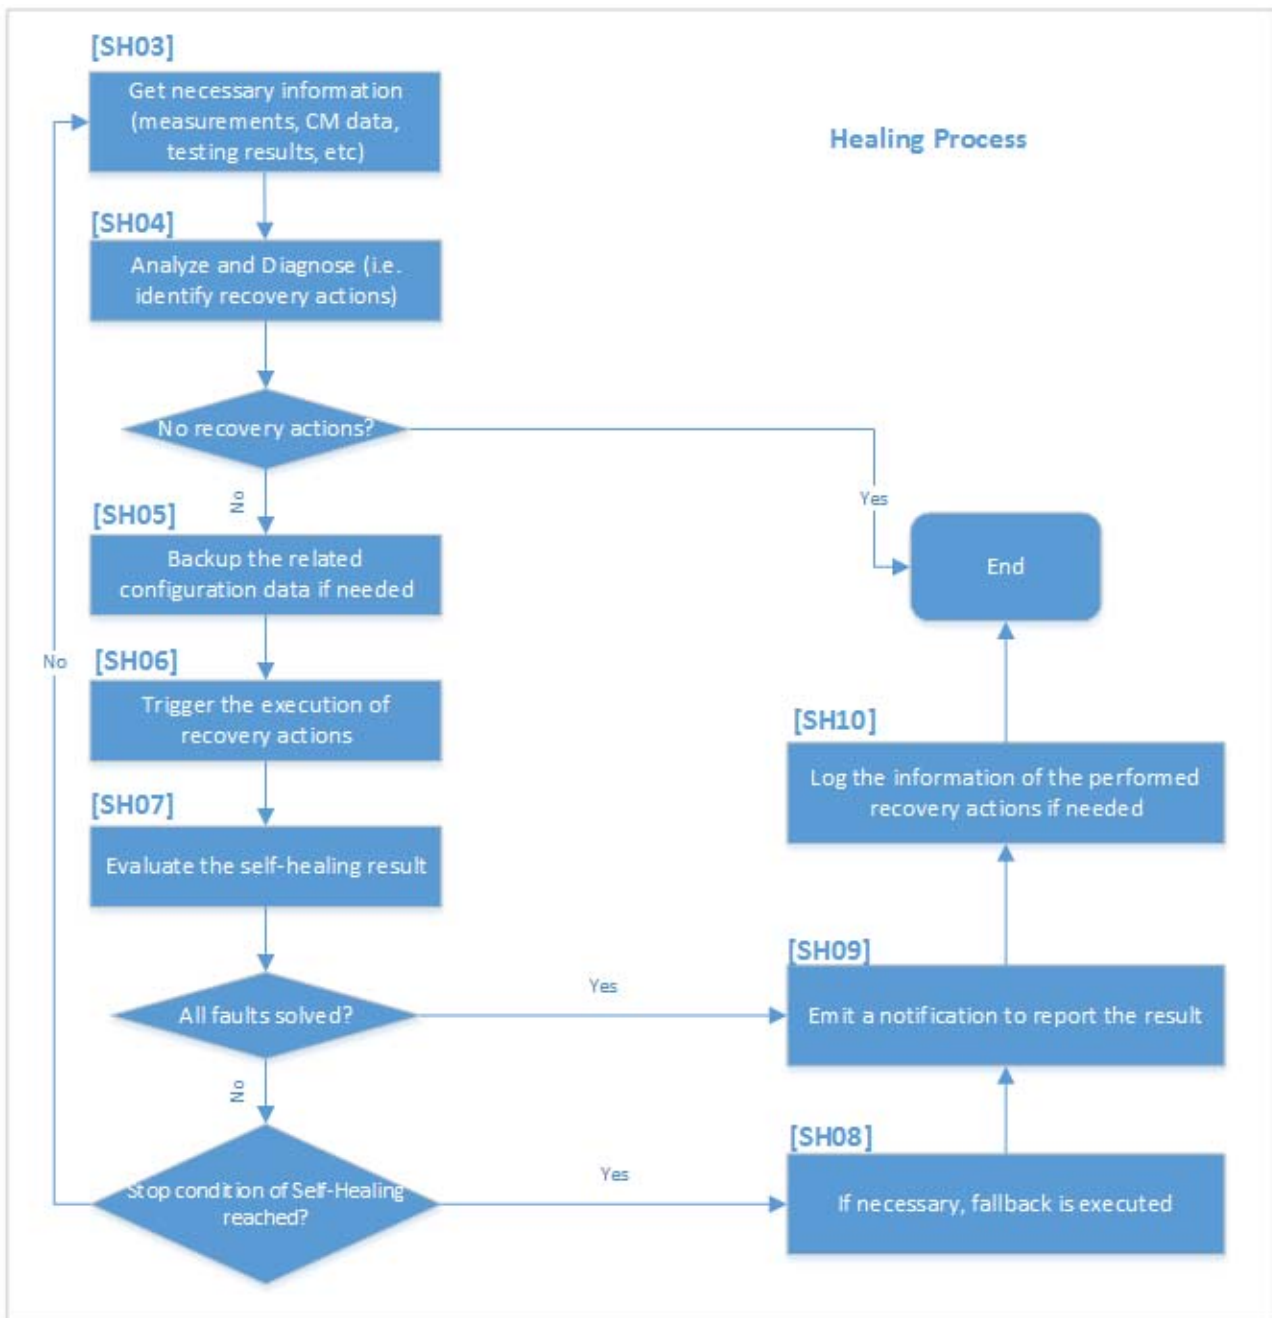 [SH03]
Get necessary information
(measurements, CM data,
testing results, etc)
Healing Process
[SH04]
Analyze and Diagnose (i.e.
identify recovery actions)
No recovery actions?
No
Yes
[SH05]
Backup the related
configuration data if needed
End
No
[SH06]
Trigger the execution of
recovery actions
[SH07]
Evaluate the self-healing result
[SH10]
Log the information of the performed
recovery actions if needed
All faults solved?
Yes
[SH09]
Emit a notification to report the result
No
Stop condition of Self-Healing
reached?
Yes
[SH08]
If necessary, fallback is executed